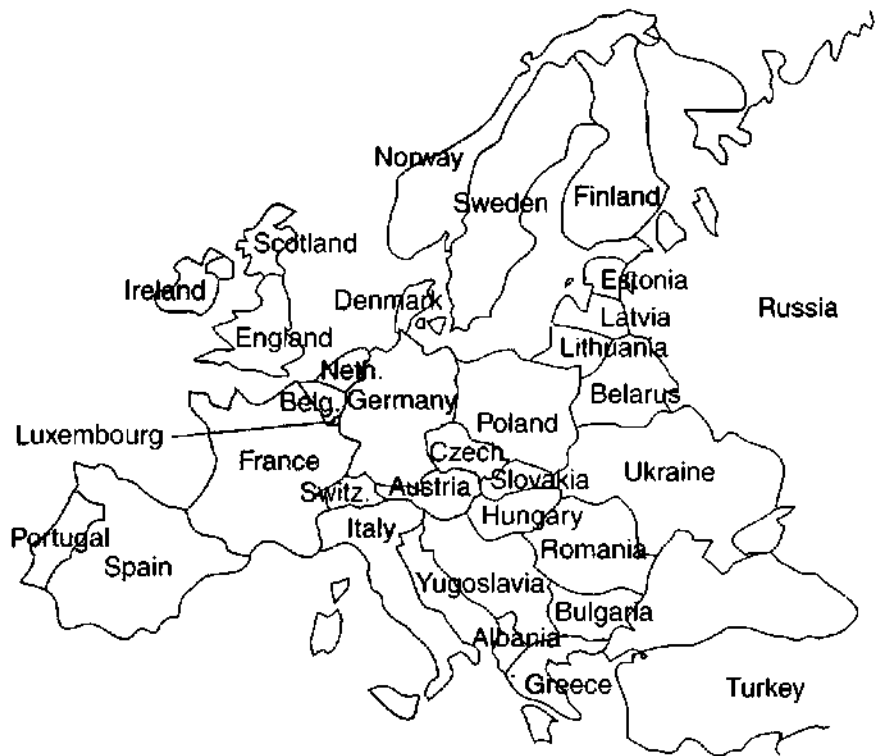 Norway
Sweden
Finland
Scotland
Ireland
Denmark
Estonia
Russia
Latvia
England
Lithuania
Neth.
Belarus
Belg.
Germany
Poland
Luxembourg
Czech
France
Ukraine
Slovakia
Austria
Switz.
Hungary
Italy
Portugal
Romania
Spain
Yugoslavia
Bulgaria
Albania
Greece
Turkey